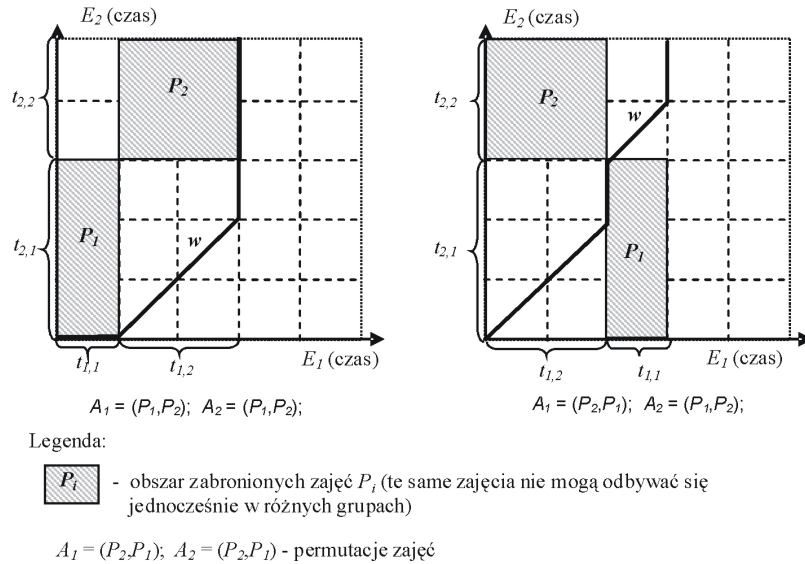 E2 (czas)
P2
t2,2
w
P1
t2,1
t1,1
t1,2
E1 (czas)
A1 = (P1,P2); A2 = (P1,P2);
E2 (czas)
P2
t2,2
w
t2,1
P1
t1,2
t1,1
E1 (czas)
A1 = (P2,P1); A2 = (P1,P2);
Legenda:
Pi - obszar zabronionych zajęć Pi (te same zajęcia nie mogą odbywać się
jednocześnie w różnych grupach)
A1 = (P2,P1); A2 = (P2,P1) - permutacje zajęć